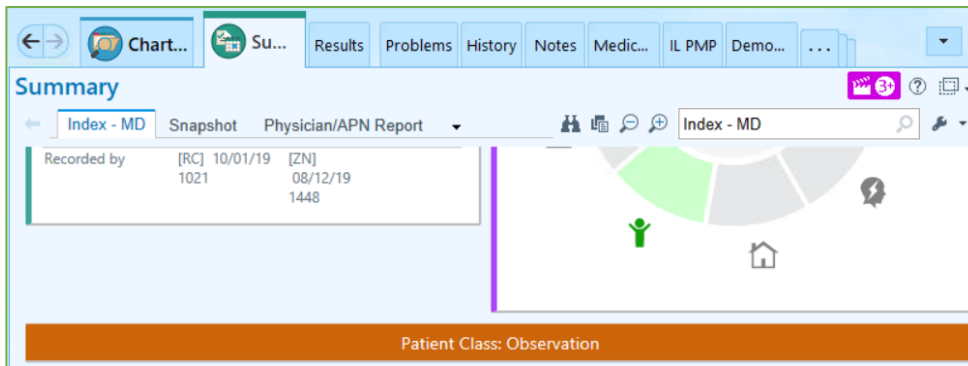 Chart... Su... Results Problems History Notes Medic... IL PMP Demo... ...
Summary 3+ ?
Index - MD Snapshot Physician/APN Report Index - MD
Recorded by [RC] 10/01/19 [ZN]
1021 08/12/19
1448
Patient Class: Observation